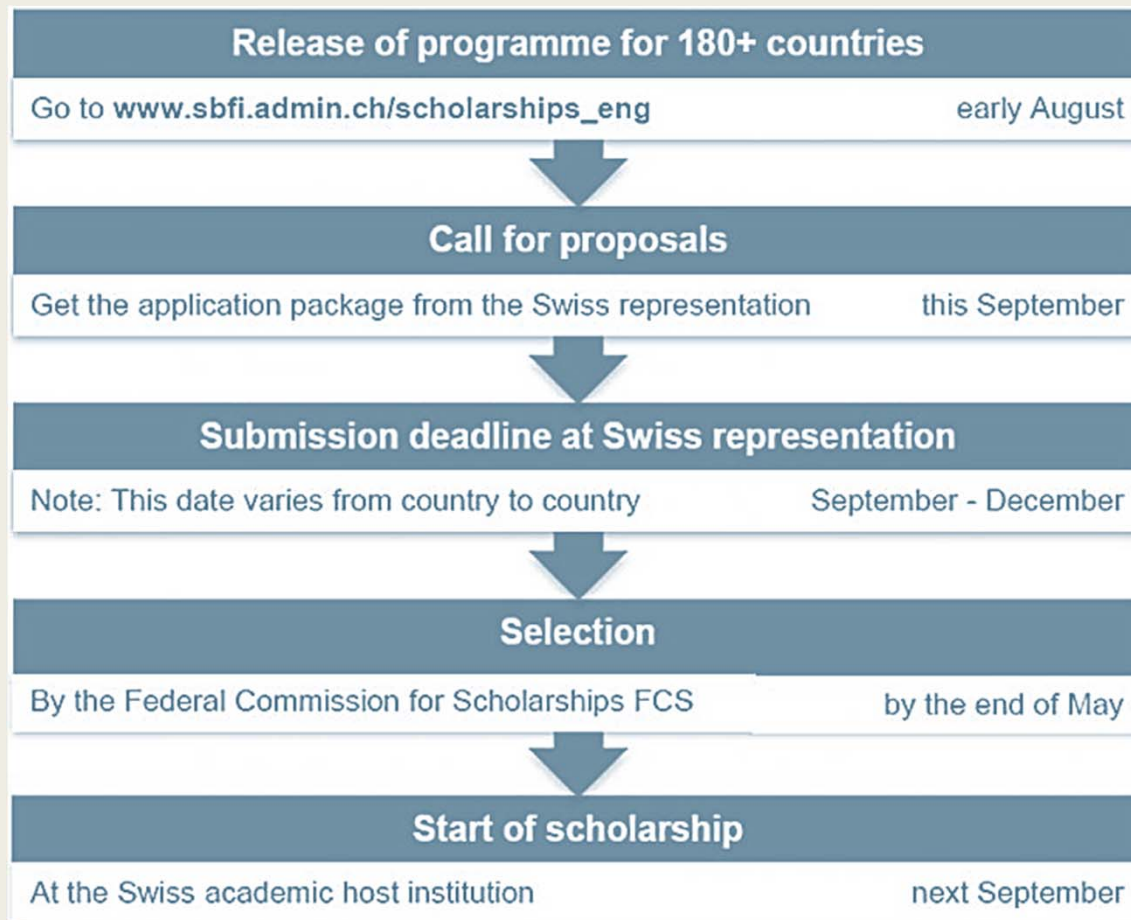 Release of programme for 180+ countries
Go to www.sbfi.admin.ch/scholarships_eng early August
Call for proposals
Get the application package from the Swiss representation this September
Submission deadline at Swiss representation
Note: This date varies from country to country September - December
Selection
By the Federal Commission for Scholarships FCS by the end of May
Start of scholarship
At the Swiss academic host institution next September